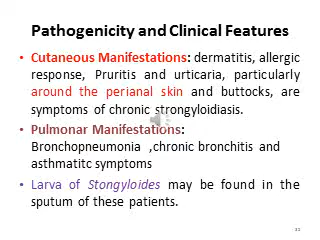 Pathogenicity and Clinical Features
• Cutaneous Manifestations: dermatitis, allergic
response, Pruritis and urticaria, particularly
around the perianal skin and buttocks, are
symptoms of chronic strongyloidiasis.
• Pulmonar Manifestations:
Bronchopneumonia ,chronic bronchitis and
asthmatitc symptoms
• Larva of Stongyloides may be found in the
sputum of these patients.